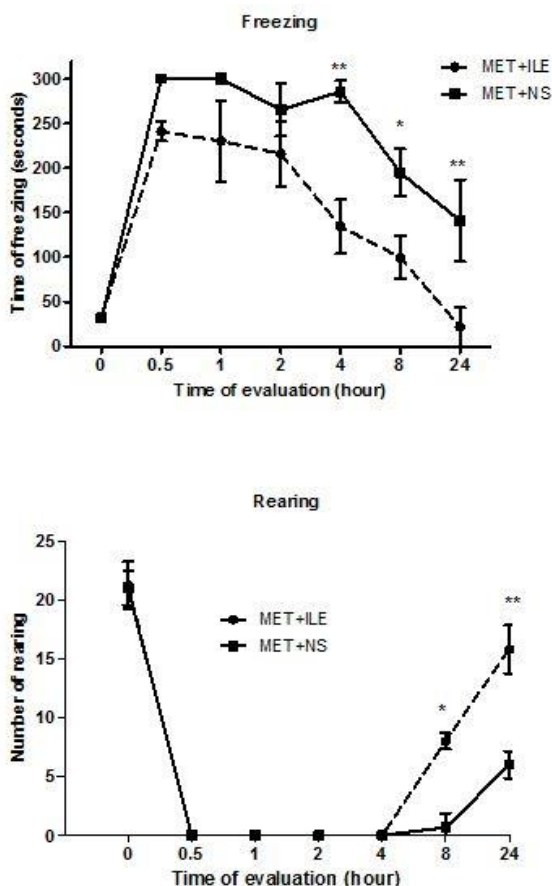 Freezing
MET+ILE
MET+NS
**
*
**
Time of freezing (seconds)
300
250
200
150
100
50
0
0 0.5 1 2 4 8 24
Time of evaluation (hour)
Rearing
MET+ILE
MET+NS
*
**
Number of rearing
25
20
15
10
5
0
0 0.5 1 2 4 8 24
Time of evaluation (hour)